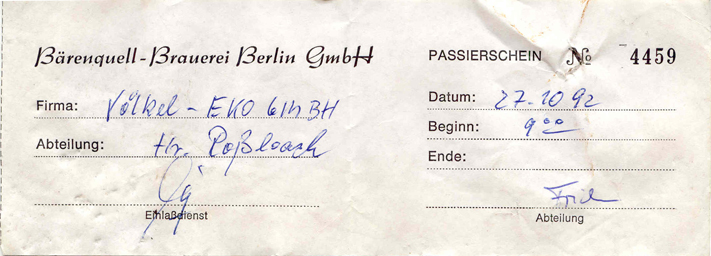 Bärenquell-Brauerei Berlin GmbH
PASSIERSCHEIN № 4459
Firma: Völkel - EKO GmBH
Datum: 27.10.92
Beginn: 9⁰⁰
Abteilung: Hr. Roßbach
Ende:
Einlaßdienst
Abteilung